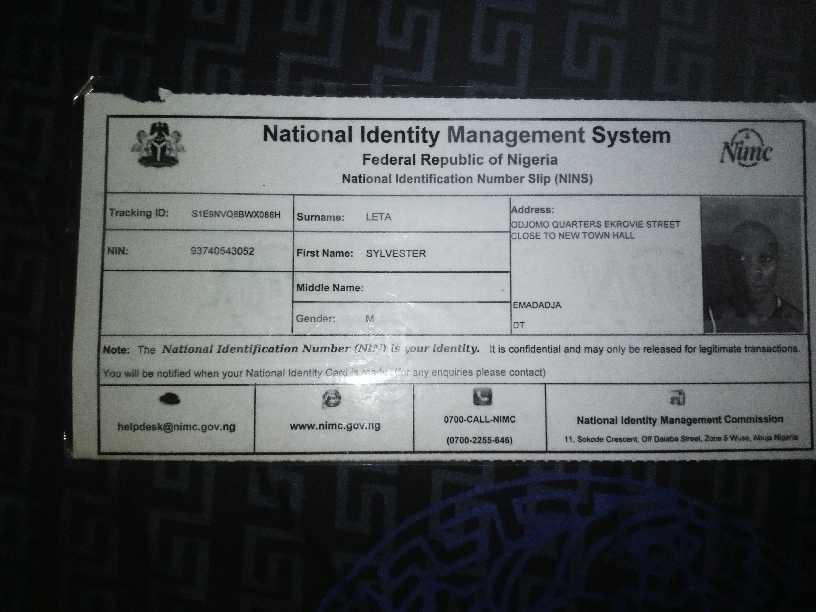 National Identity Management System
Federal Republic of Nigeria
National Identification Number Slip (NINS)
Nimc
Tracking ID:
Surname: LETA
Address:
ODJOMO QUARTERS EKROVIE STREET
CLOSE TO NEW TOWN HALL
NIN: 93740543052
First Name: SYLVESTER
Middle Name:
EMADADJA
Gender: M
DT
Note: The National Identification Number (NIN) is your identity. It is confidential and may only be released for legitimate transactions.
You will be notified when your National Identity Card is ready (for any enquiries please contact)
helpdesk@nimc.gov.ng
www.nimc.gov.ng
0700-CALL-NIMC
(0700-2255-646)
National Identity Management Commission
11, Sokode Crescent, Off Dalaba Street, Zone 5 Wuse, Abuja Nigeria